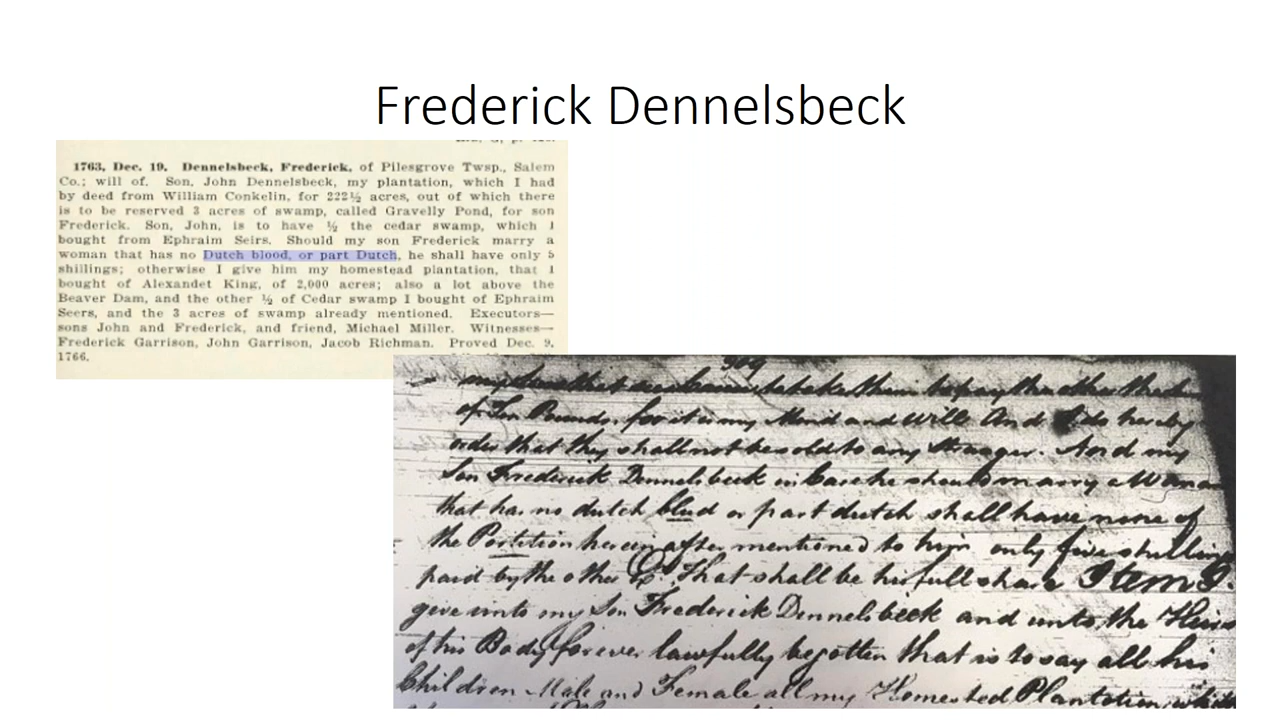 Frederick Dennelsbeck
1763, Dec. 19. Dennelsbeck, Frederick, of Pilesgrove Twsp., Salem
Co.; will of. Son, John Dennelsbeck, my plantation, which I had
by deed from William Conkelin, for 222½ acres, out of which there
is to be reserved 3 acres of swamp, called Gravelly Pond, for son
Frederick. Son, John, is to have ½ the cedar swamp, which I
bought from Ephraim Seirs. Should my son Frederick marry a
woman that has no Dutch blood, or part Dutch, he shall have only 5
shillings; otherwise I give him my homestead plantation, that I
bought of Alexandet King, of 2,000 acres; also a lot above the
Beaver Dam, and the other ½ of Cedar swamp I bought of Ephraim
Seers, and the 3 acres of swamp already mentioned. Executors—
sons John and Frederick, and friend, Michael Miller. Witnesses—
Frederick Garrison, John Garrison, Jacob Richman. Proved Dec. 9,
1766.
to pay the other the
of Ten Pounds, for it is my Mind and Will And I do hereby
order that they shall not be sold to any Stranger. And my
Son Frederick Dennelsbeck in Case he should marry a Woman
that has no dutch blud or part dutch shall have none of
the Portition herein after mentioned to him only five shillings
paid by the other That shall be his full share Item I.
give unto my Son Frederick Dennelsbeck and unto the Heirs
of his Body forever lawfully begotten that is to say all his
Children Male and Female all my Homested Plantation which